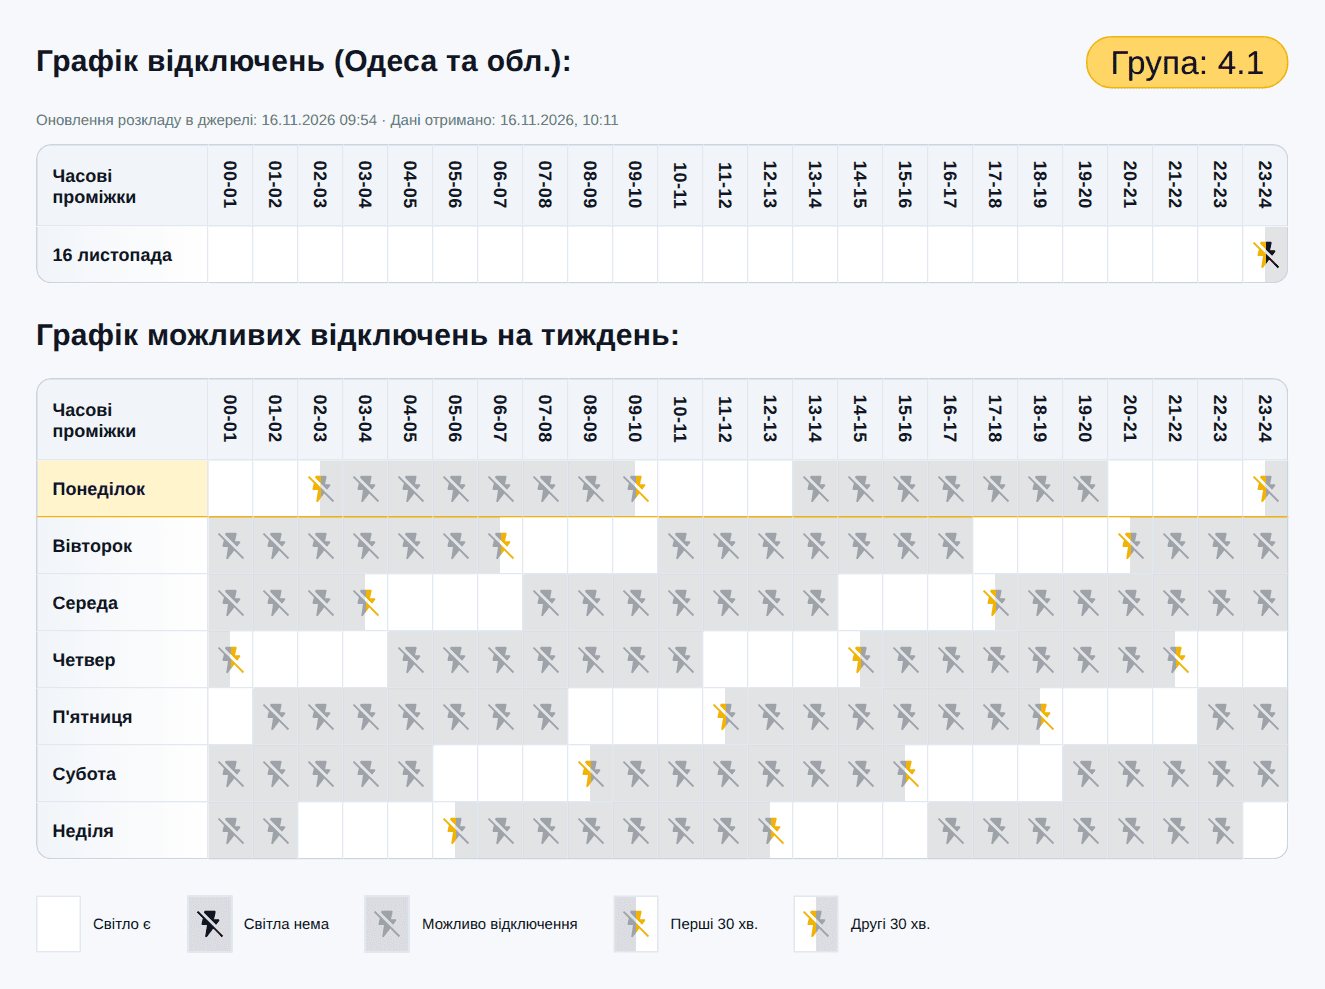 Графік відключень (Одеса та обл.):
Група: 4.1
Оновлення розкладу в джерелі: 16.11.2026 09:54 · Дані отримано: 16.11.2026, 10:11
Часові
проміжки
00-01 01-02 02-03 03-04 04-05 05-06 06-07 07-08 08-09 09-10 10-11 11-12 12-13 13-14 14-15 15-16 16-17 17-18 18-19 19-20 20-21 21-22 22-23 23-24
16 листопада
Графік можливих відключень на тиждень:
Часові
проміжки
00-01 01-02 02-03 03-04 04-05 05-06 06-07 07-08 08-09 09-10 10-11 11-12 12-13 13-14 14-15 15-16 16-17 17-18 18-19 19-20 20-21 21-22 22-23 23-24
Понеділок
Вівторок
Середа
Четвер
П'ятниця
Субота
Неділя
Світло є
Світла нема
Можливо відключення
Перші 30 хв.
Другі 30 хв.